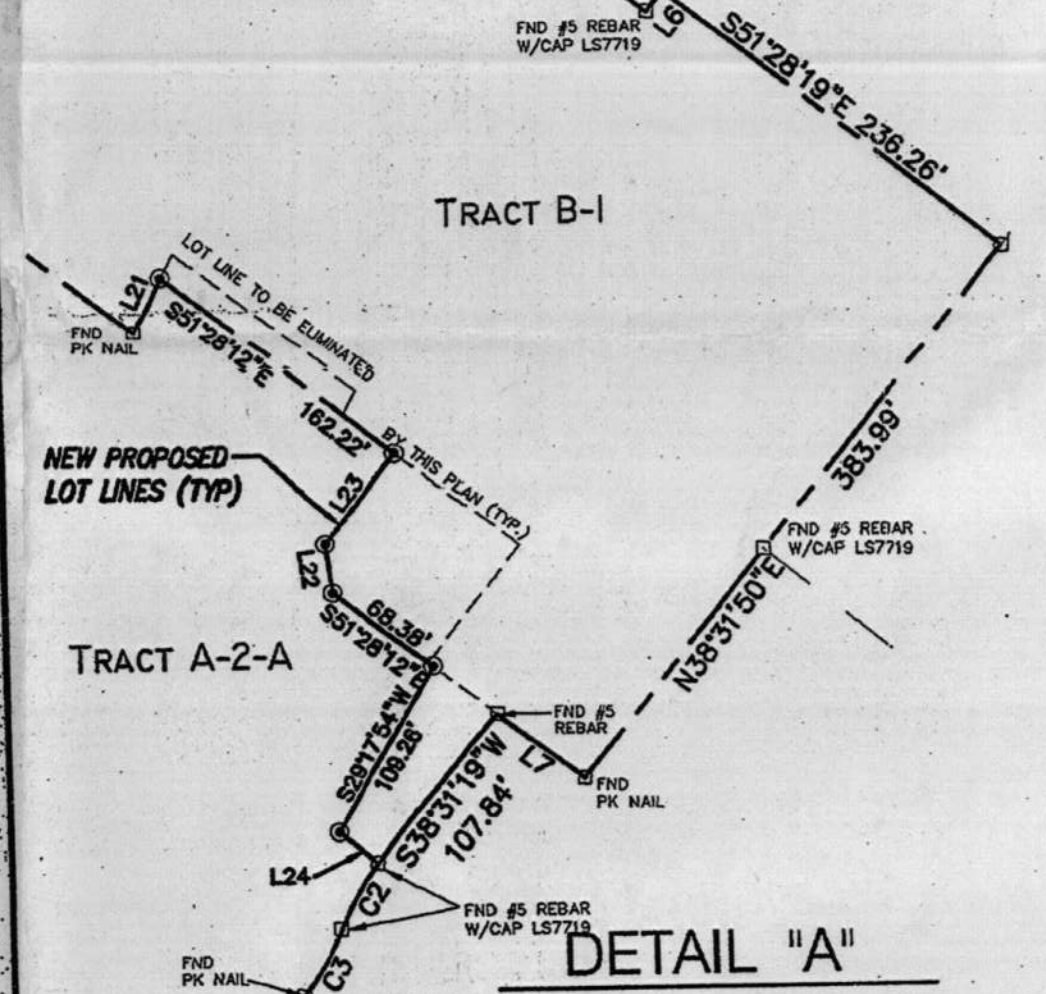 FND #5 REBAR
W/CAP LS7719
L6
S51°28'19"E 236.26'
TRACT B-1
LOT LINE TO BE ELIMINATED
L21
S51°28'12"E
FND
PK NAIL
162.22'
BY THIS PLAN (TYP.)
NEW PROPOSED
LOT LINES (TYP)
L23
383.99'
FND #5 REBAR
W/CAP LS7719
L22
68.38'
S51°28'12"E
N38°31'50"E
TRACT A-2-A
S29°17'54"W
109.26'
FND #5
REBAR
L7
S38°31'19"W
107.84'
FND
PK NAIL
L24
C2
FND #5 REBAR
W/CAP LS7719
DETAIL "A"
FND
PK NAIL
C3